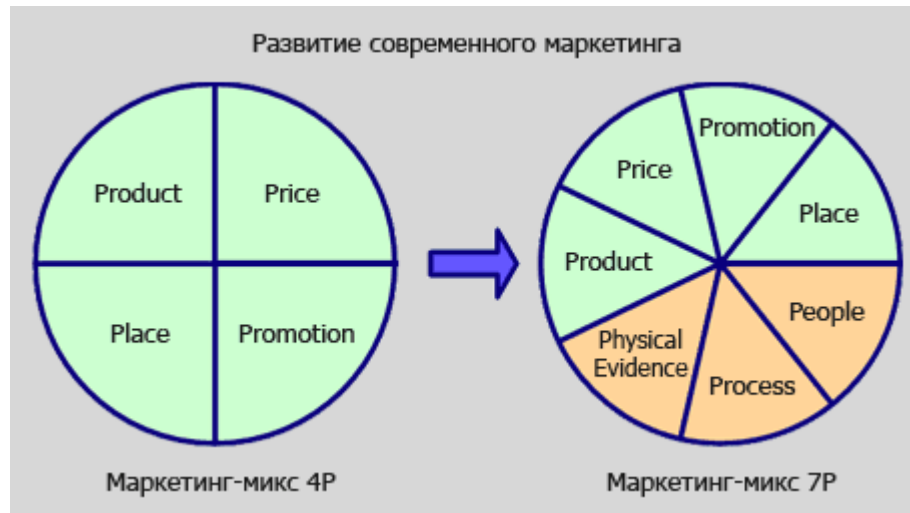 Развитие современного маркетинга
Product
Price
Place
Promotion
Маркетинг-микс 4P
Promotion
Price
Place
Product
People
Physical
Evidence
Process
Маркетинг-микс 7P